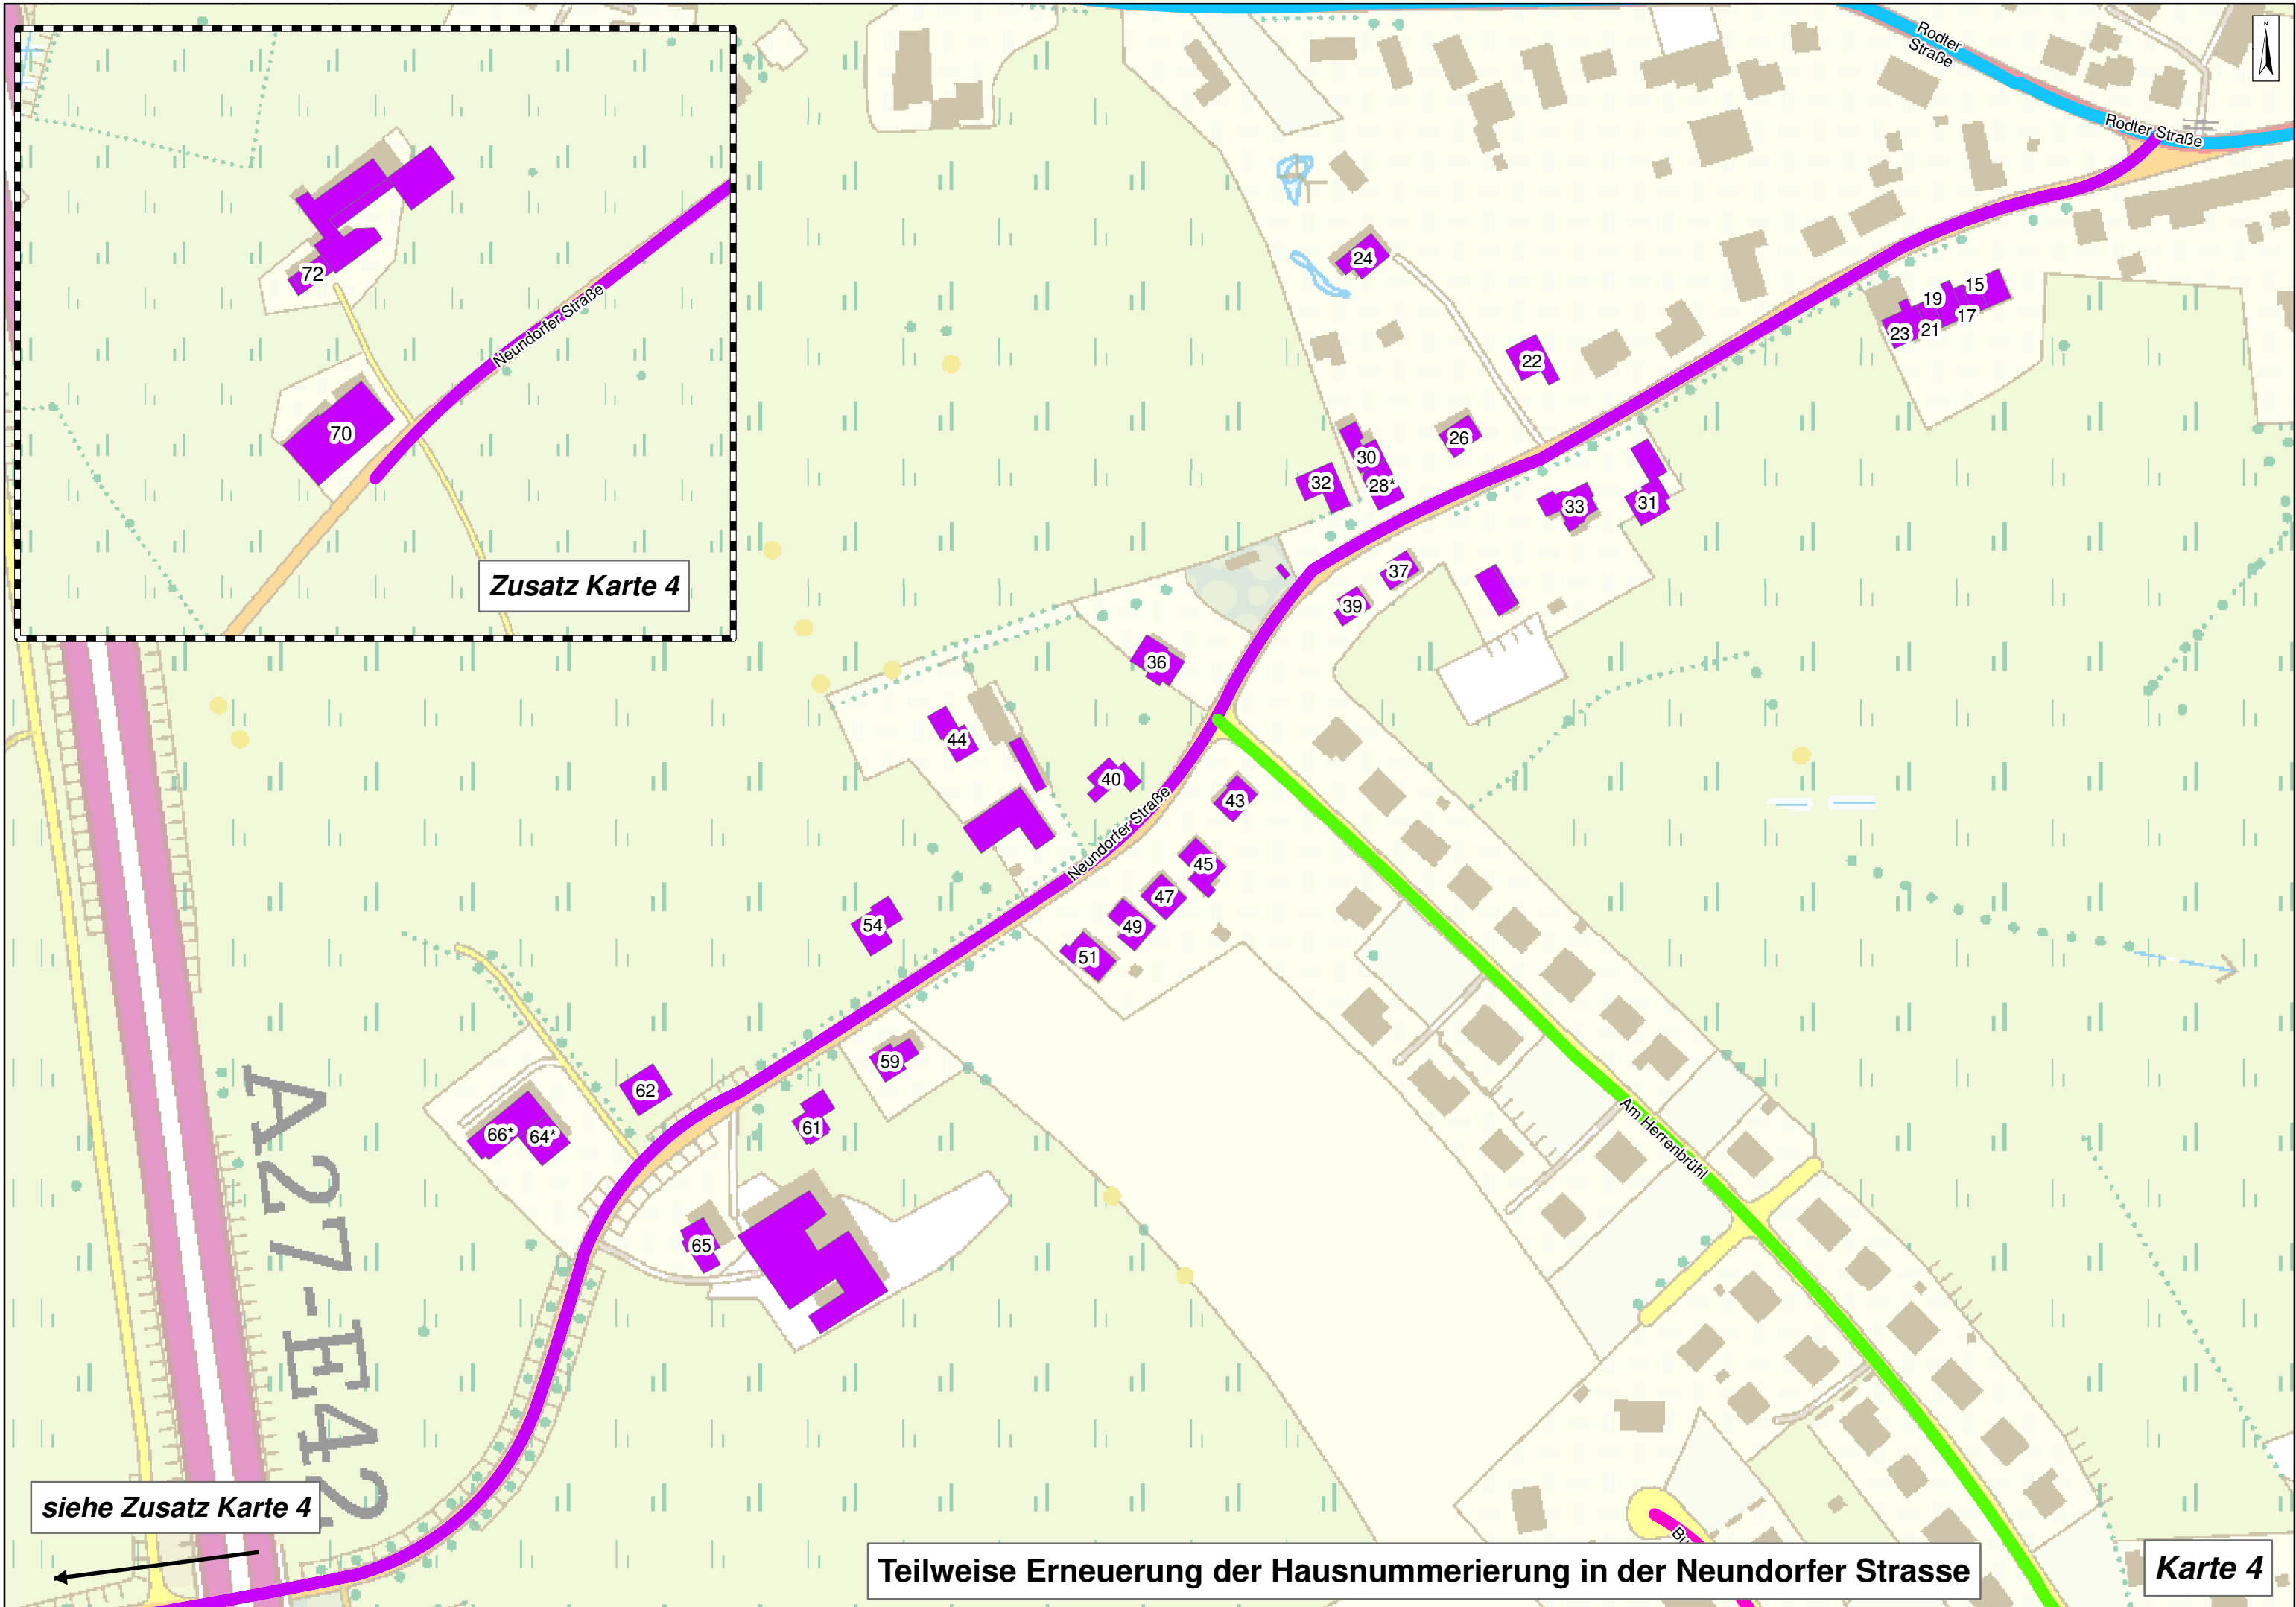 N
Rodter
Straße
Rodter Straße
72
Neundorfer Straße
70
Zusatz Karte 4
24
15
19
17
23
21
22
26
30
28*
32
33
31
37
39
36
44
40
43
Neundorfer Straße
45
47
49
51
54
59
62
61
66*
64*
65
Am Herrenbrühl
A27-E42
siehe Zusatz Karte 4
Teilweise Erneuerung der Hausnummerierung in der Neundorfer Strasse
Karte 4